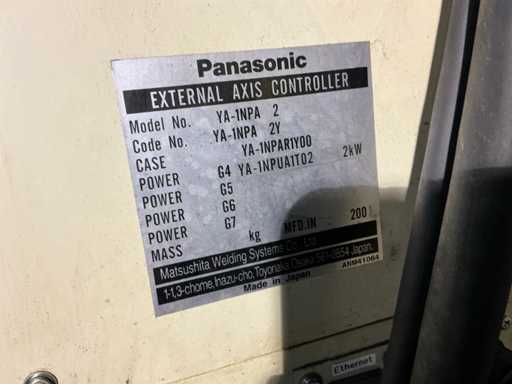 Panasonic
EXTERNAL AXIS CONTROLLER
Model No. YA-1NPA 2
Code No. YA-1NPA 2Y
CASE YA-1NPAR1Y00
POWER G4 YA-1NPUA1T02 2kW
POWER G5
POWER G6
POWER G7
MASS kg MFD.IN 200
Matsushita Welding Systems Co., Ltd.
1-1,3-chome,Inazu-cho,Toyonaka Osaka 561-0854 Japan.
Made in Japan
Ethernet